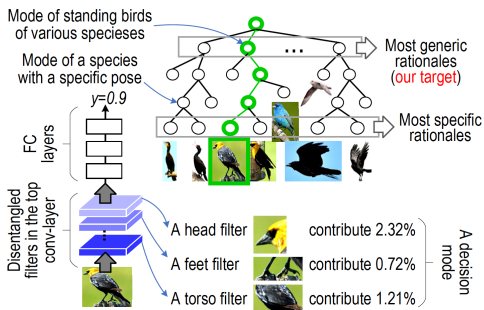 Mode of standing birds
of various specieses
Mode of a species
with a specific pose
...
Most generic
rationales
(our target)
Most specific
rationales
y=0.9
FC
layers
Disentangled
filters in the top
conv-layer
A head filter contribute 2.32%
A feet filter contribute 0.72%
A torso filter contribute 1.21%
A decision
mode